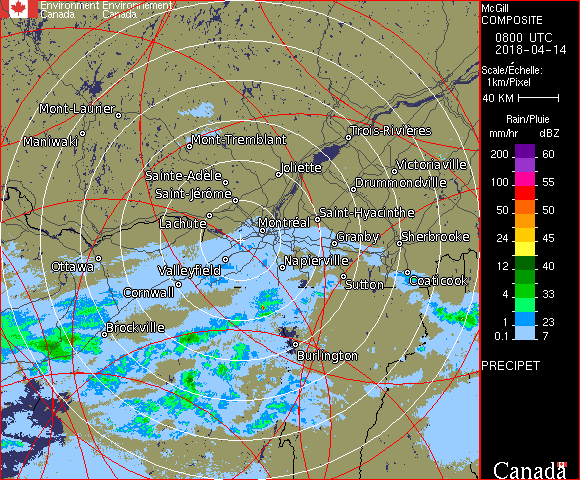 Environment Environnement
Canada Canada
McGill
COMPOSITE
0800 UTC
2018-04-14
Scale/Échelle:
1km/Pixel
40 KM
Rain/Pluie
mm/hr dBZ
200 60
150 57
100 55
50 50
24 45
12 40
4 33
1 23
0.1 7
PRECIPET
Canada
Mont-Laurier
Maniwaki
Mont-Tremblant
Trois-Rivières
Joliette
Victoriaville
Sainte-Adèle
Drummondville
Saint-Jérôme
Saint-Hyacinthe
Lachute
Montréal
Granby
Sherbrooke
Ottawa
Valleyfield
Napierville
Sutton
Coaticook
Cornwall
Brockville
Burlington